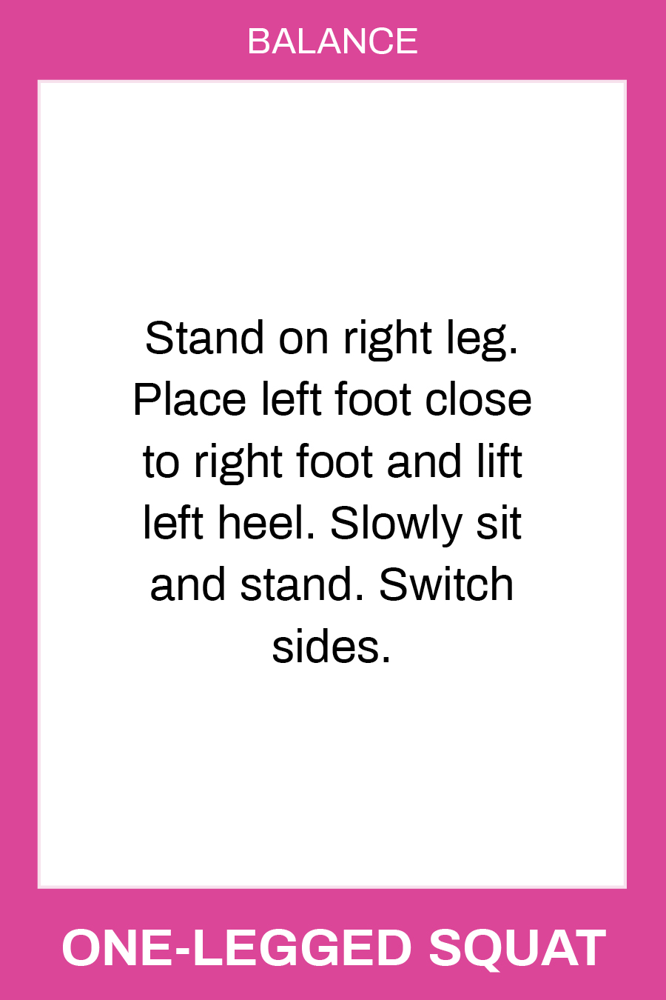 BALANCE
Stand on right leg.
Place left foot close
to right foot and lift
left heel. Slowly sit
and stand. Switch
sides.
ONE-LEGGED SQUAT